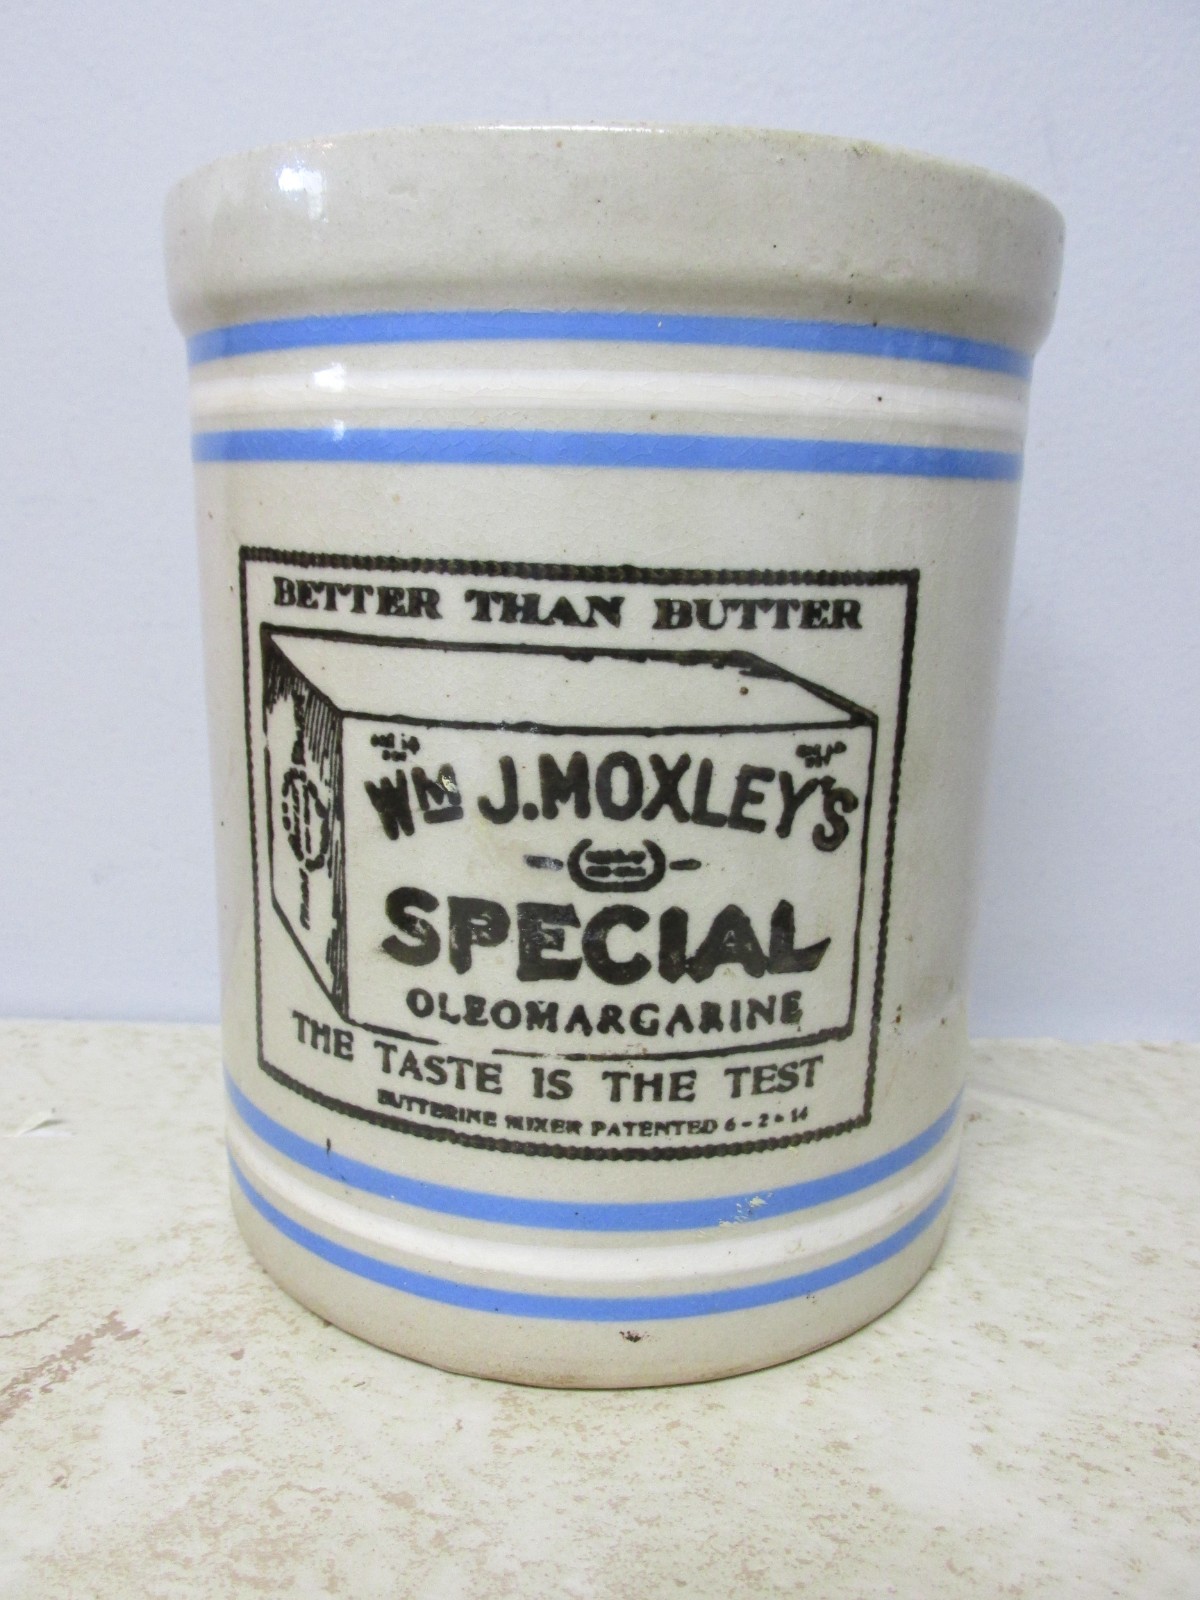 BETTER THAN BUTTER
WM J. MOXLEY'S
SPECIAL
OLEOMARGARINE
THE TASTE IS THE TEST
BUTTERINE MIXER PATENTED 6-2-14